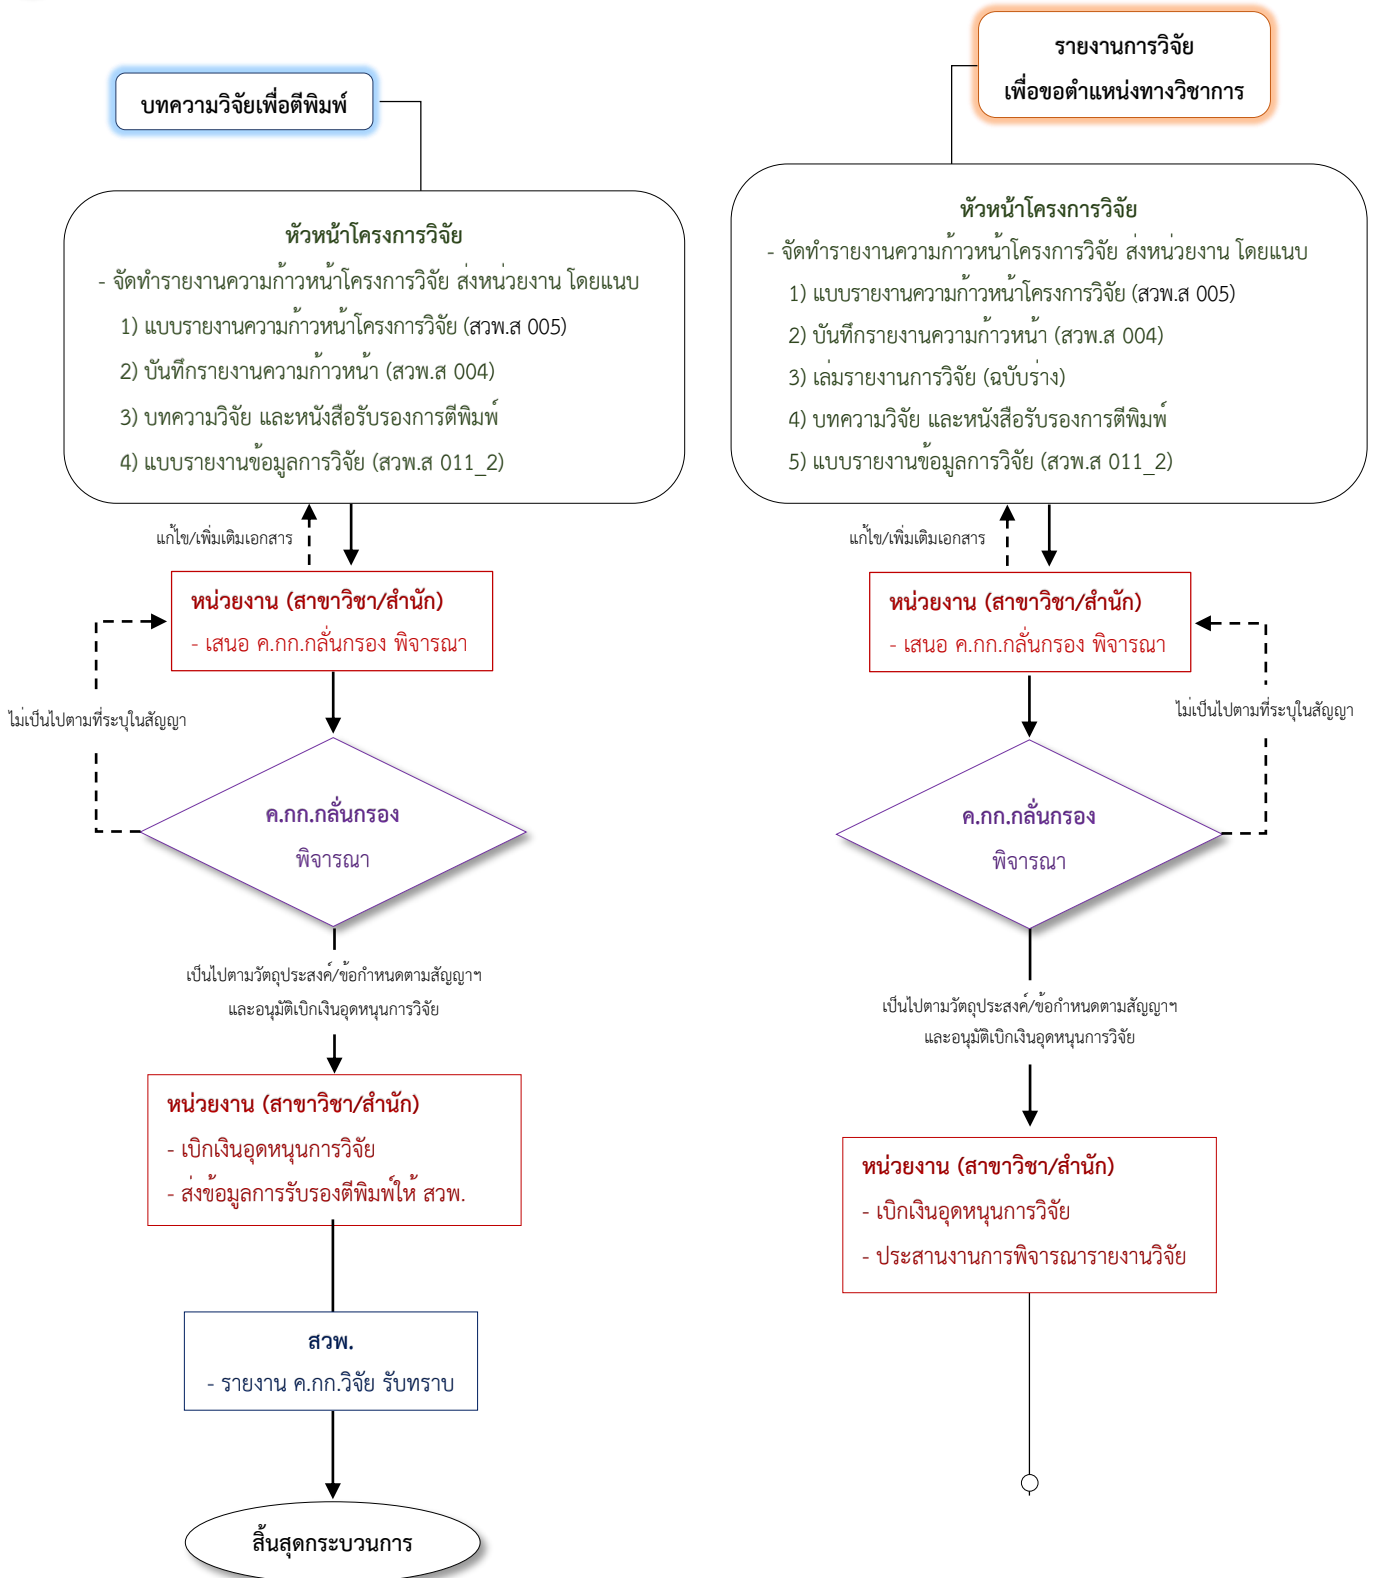 บทความวิจัยเพื่อตีพิมพ์
หัวหน้าโครงการวิจัย
- จัดทำรายงานความก้าวหน้าโครงการวิจัย ส่งหน่วยงาน โดยแนบ
1) แบบรายงานความก้าวหน้าโครงการวิจัย (สวพ.ส 005)
2) บันทึกรายงานความก้าวหน้า (สวพ.ส 004)
3) บทความวิจัย และหนังสือรับรองการตีพิมพ์
4) แบบรายงานข้อมูลการวิจัย (สวพ.ส 011_2)
แก้ไข/เพิ่มเติมเอกสาร
หน่วยงาน (สาขาวิชา/สำนัก)
- เสนอ ค.กก.กลั่นกรอง พิจารณา
ไม่เป็นไปตามที่ระบุในสัญญา
ค.กก.กลั่นกรอง
พิจารณา
เป็นไปตามวัตถุประสงค์/ข้อกำหนดตามสัญญาฯ
และอนุมัติเบิกเงินอุดหนุนการวิจัย
หน่วยงาน (สาขาวิชา/สำนัก)
- เบิกเงินอุดหนุนการวิจัย
- ส่งข้อมูลการรับรองตีพิมพ์ให้ สวพ.
สวพ.
- รายงาน ค.กก.วิจัย รับทราบ
สิ้นสุดกระบวนการ
รายงานการวิจัย
เพื่อขอตำแหน่งทางวิชาการ
หัวหน้าโครงการวิจัย
- จัดทำรายงานความก้าวหน้าโครงการวิจัย ส่งหน่วยงาน โดยแนบ
1) แบบรายงานความก้าวหน้าโครงการวิจัย (สวพ.ส 005)
2) บันทึกรายงานความก้าวหน้า (สวพ.ส 004)
3) เล่มรายงานการวิจัย (ฉบับร่าง)
4) บทความวิจัย และหนังสือรับรองการตีพิมพ์
5) แบบรายงานข้อมูลการวิจัย (สวพ.ส 011_2)
แก้ไข/เพิ่มเติมเอกสาร
หน่วยงาน (สาขาวิชา/สำนัก)
- เสนอ ค.กก.กลั่นกรอง พิจารณา
ไม่เป็นไปตามที่ระบุในสัญญา
ค.กก.กลั่นกรอง
พิจารณา
เป็นไปตามวัตถุประสงค์/ข้อกำหนดตามสัญญาฯ
และอนุมัติเบิกเงินอุดหนุนการวิจัย
หน่วยงาน (สาขาวิชา/สำนัก)
- เบิกเงินอุดหนุนการวิจัย
- ประสานงานการพิจารณารายงานวิจัย